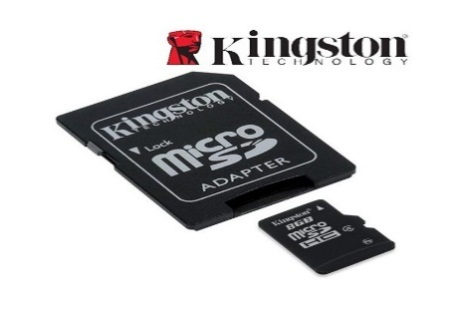 Kingston
TECHNOLOGY
Kingston
TECHNOLOGY
Lock
micro
SD
ADAPTER
Kingston
8GB
micro
SD
HC